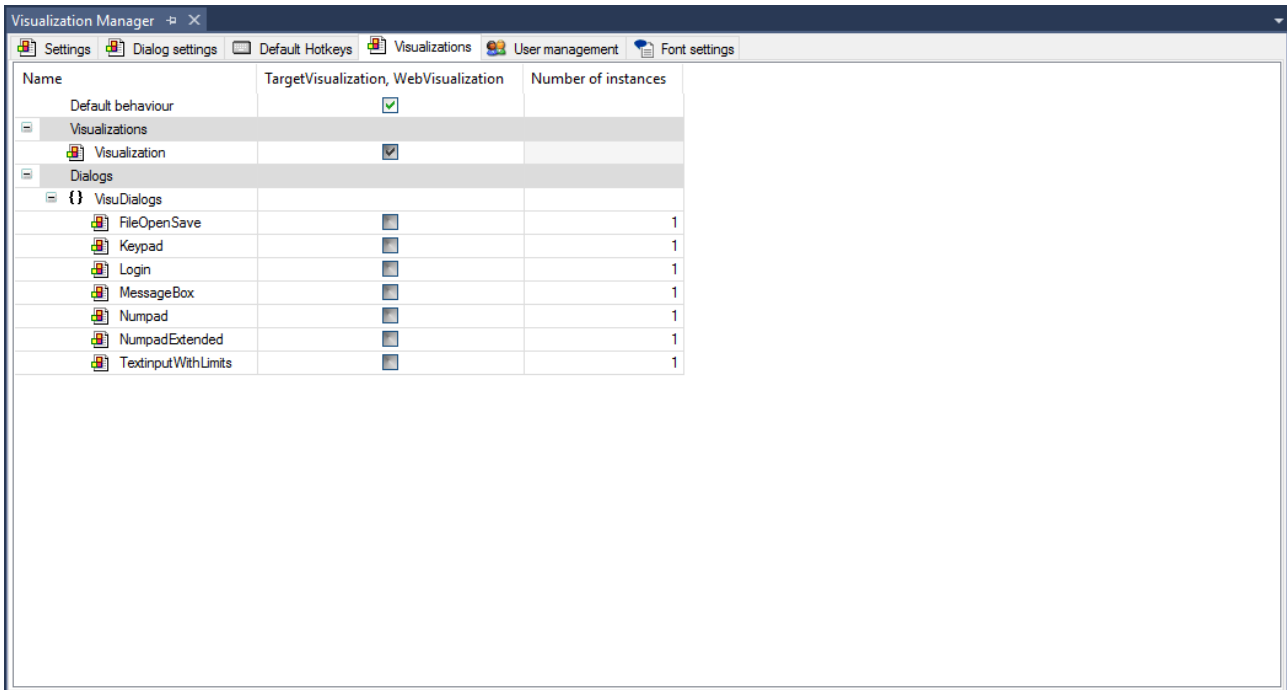 Visualization Manager
Settings Dialog settings Default Hotkeys Visualizations User management Font settings
Name TargetVisualization, WebVisualization Number of instances
Default behaviour
Visualizations
Visualization
Dialogs
{} VisuDialogs
FileOpenSave 1
Keypad 1
Login 1
MessageBox 1
Numpad 1
NumpadExtended 1
TextinputWithLimits 1